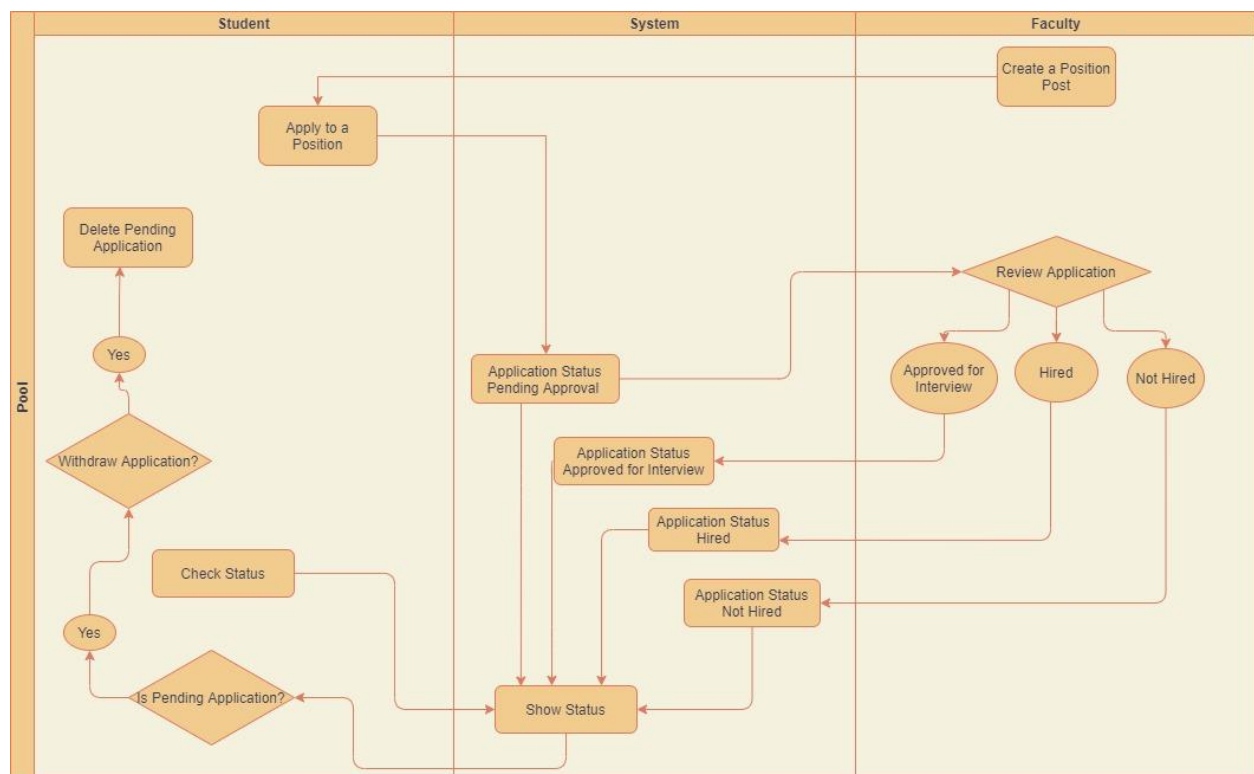 Student
System
Faculty
Pool
Create a Position
Post
Apply to a
Position
Delete Pending
Application
Review Application
Yes
Application Status
Pending Approval
Approved for
Interview
Hired
Not Hired
Withdraw Application?
Application Status
Approved for Interview
Application Status
Hired
Check Status
Application Status
Not Hired
Yes
Is Pending Application?
Show Status